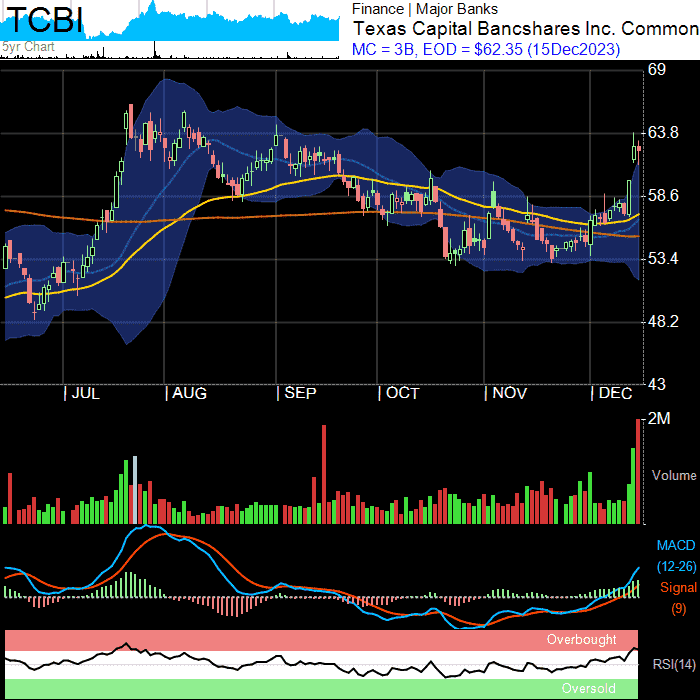 TCBI
5yr Chart
Finance | Major Banks
Texas Capital Bancshares Inc. Common
MC = 3B, EOD = $62.35 (15Dec2023)
69
63.8
58.6
53.4
48.2
43
| JUL | AUG | SEP | OCT | NOV | DEC
2M
Volume
MACD
(12-26)
Signal
(9)
Overbought
RSI(14)
Oversold